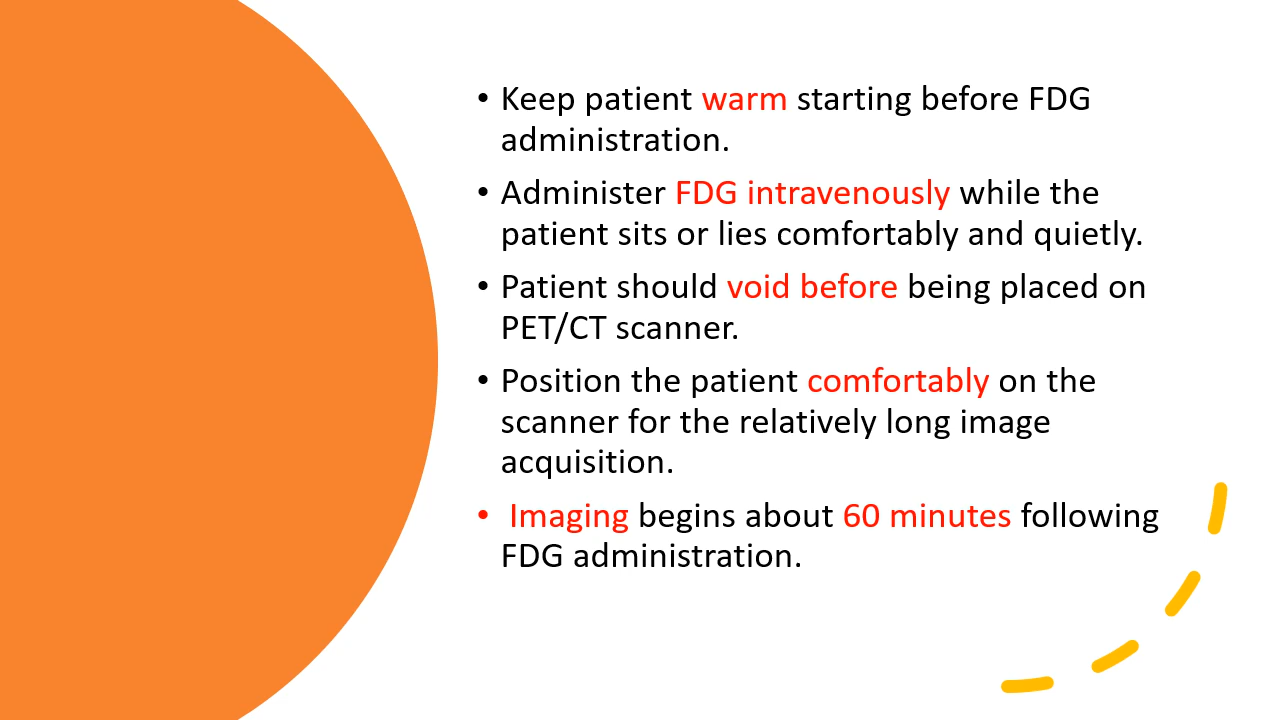 • Keep patient warm starting before FDG
administration.
• Administer FDG intravenously while the
patient sits or lies comfortably and quietly.
• Patient should void before being placed on
PET/CT scanner.
• Position the patient comfortably on the
scanner for the relatively long image
acquisition.
• Imaging begins about 60 minutes following
FDG administration.